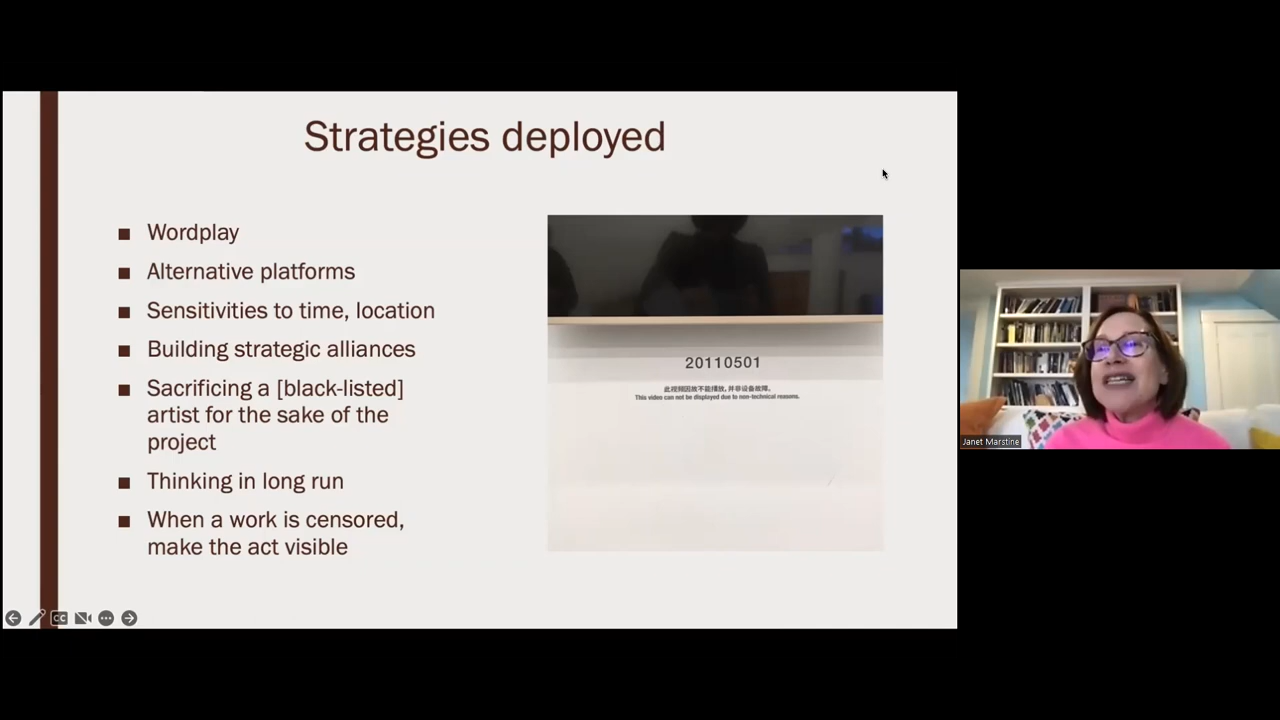 Strategies deployed
Wordplay
Alternative platforms
Sensitivities to time, location
Building strategic alliances
Sacrificing a [black-listed]
artist for the sake of the
project
Thinking in long run
When a work is censored,
make the act visible
20110501
此视频因故不能播放，并非设备故障。
This video can not be displayed due to non-technical reasons.
CC
Janet Marstine